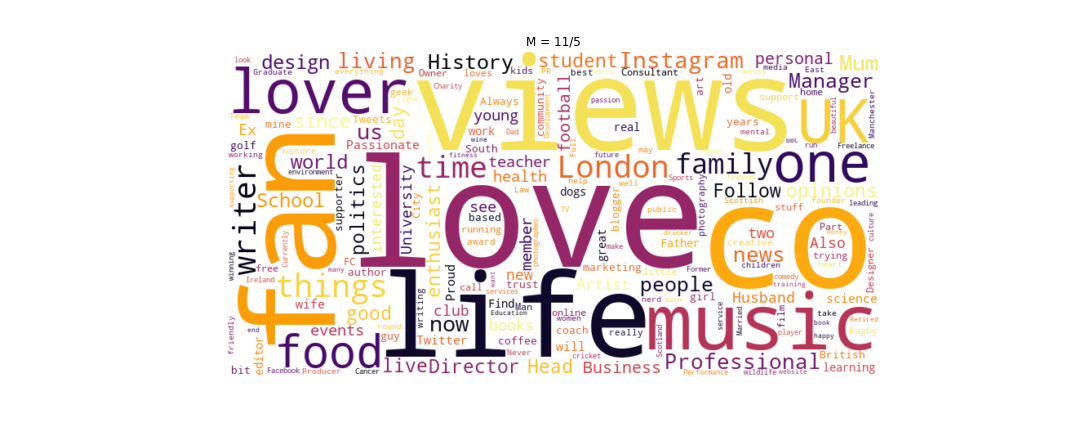 M = 11/5
look design living History student Instagram personal Mum
Graduate everything Owner loves kids PR best Consultant media East
lover views UK Manager
geek Charity Always community Development football art old support home
Team Ex mine since Tweets day us young real passion years mental beautiful Manchester
golf working Passionate work Dad South wine BBC run Freelance
nature environment world time teacher London family one
fitness health Full future may help well Sports
supporting writer fan School supporter politics interested University City enthusiast
Law dogs blogger public photography Follow opinions
love see based running award TV great make member photographer
Scottish founder leading stuff co two creative news Also Part trying money culture
drinker Father children heart Designer
winning Currently free Ireland many FC author Proud new marketing little Former comedy training
things wife call trust want services Artist people nerd born girl Husband science
life Find Man Education online women Scotland service Married film take book happy Retired
good writing club now books coffee Never coach really music player Rugby
friendly end editor events round guy Twitter will cricket British
food live Director Head Business Professional learning
bit Facebook Producer Cancer Performance wildlife website